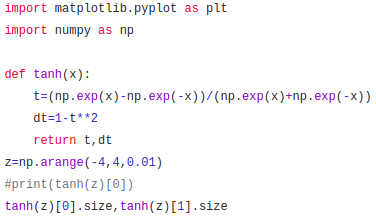 import matplotlib.pyplot as plt
import numpy as np
def tanh(x):
t=(np.exp(x)-np.exp(-x))/(np.exp(x)+np.exp(-x))
dt=1-t**2
return t,dt
z=np.arange(-4,4,0.01)
#print(tanh(z)[0])
tanh(z)[0].size,tanh(z)[1].size